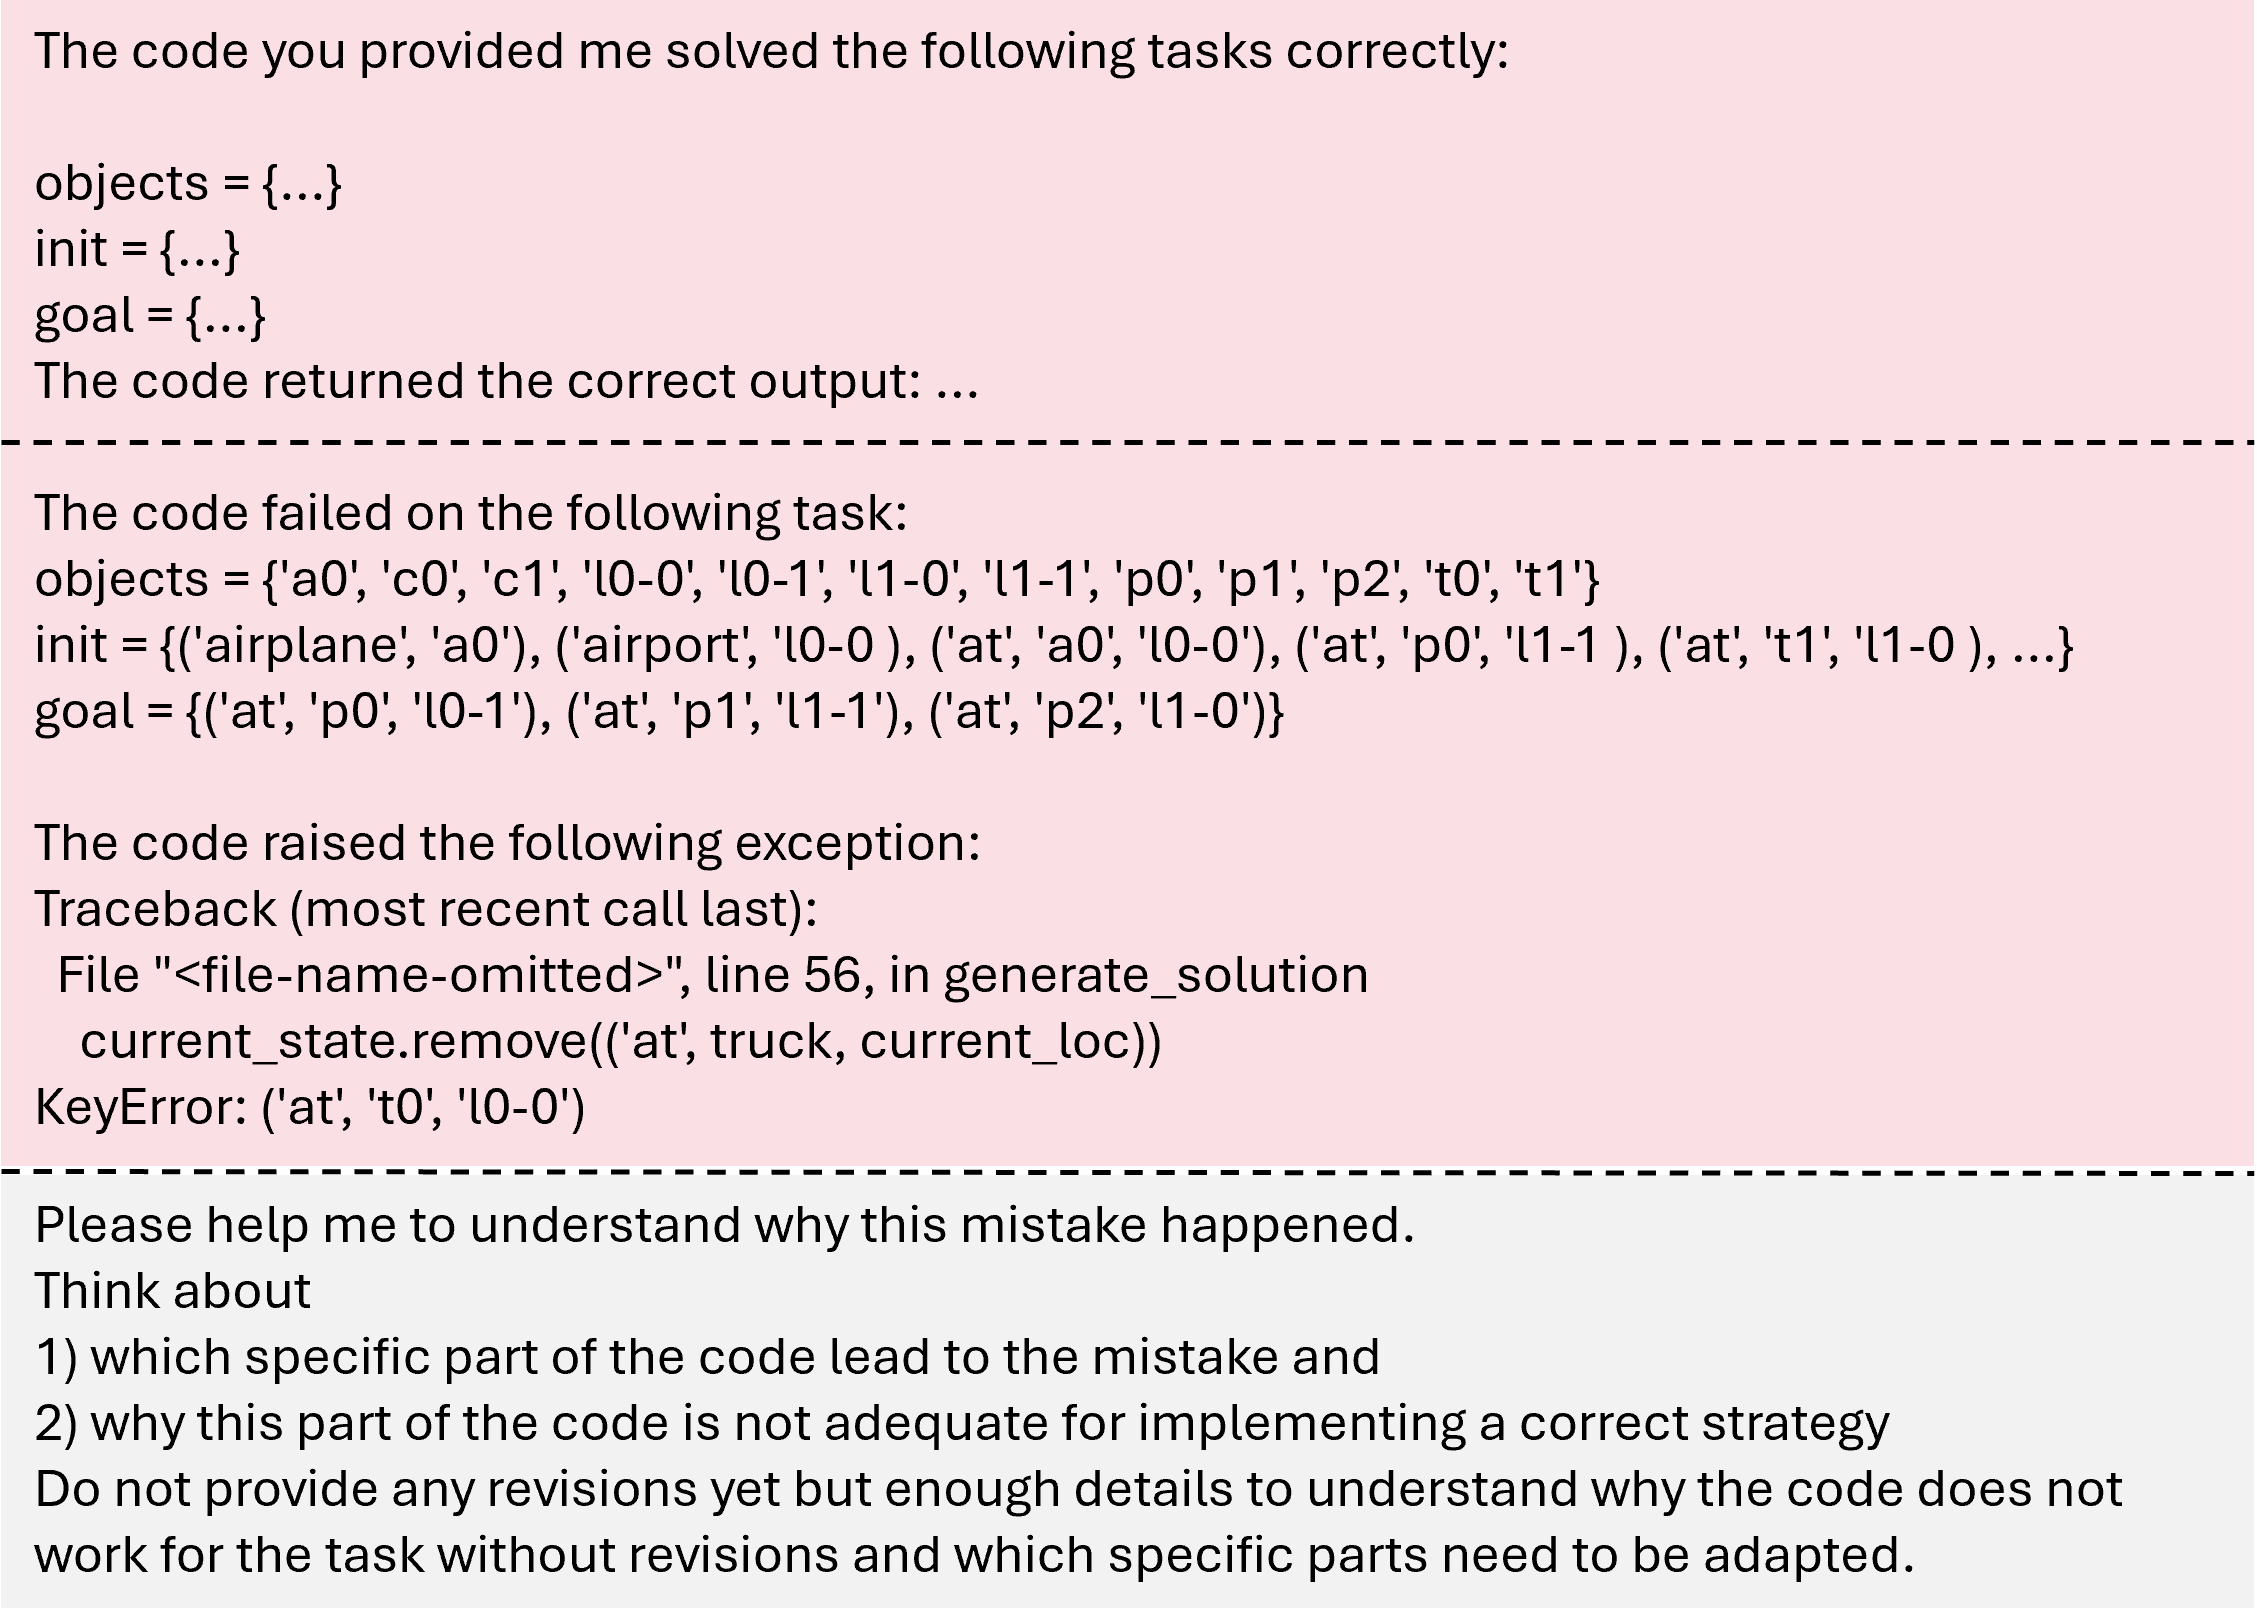 The code you provided me solved the following tasks correctly:
objects = {...}
init = {...}
goal = {...}
The code returned the correct output: ...
The code failed on the following task:
objects = {'a0', 'c0', 'c1', 'l0-0', 'l0-1', 'l1-0', 'l1-1', 'p0', 'p1', 'p2', 't0', 't1'}
init = {('airplane', 'a0'), ('airport', 'l0-0 ), ('at', 'a0', 'l0-0'), ('at', 'p0', 'l1-1 ), ('at', 't1', 'l1-0 ), ...}
goal = {('at', 'p0', 'l0-1'), ('at', 'p1', 'l1-1'), ('at', 'p2', 'l1-0')}
The code raised the following exception:
Traceback (most recent call last):
File "<file-name-omitted>", line 56, in generate_solution
current_state.remove(('at', truck, current_loc))
KeyError: ('at', 't0', 'l0-0')
Please help me to understand why this mistake happened.
Think about
1) which specific part of the code lead to the mistake and
2) why this part of the code is not adequate for implementing a correct strategy
Do not provide any revisions yet but enough details to understand why the code does not
work for the task without revisions and which specific parts need to be adapted.